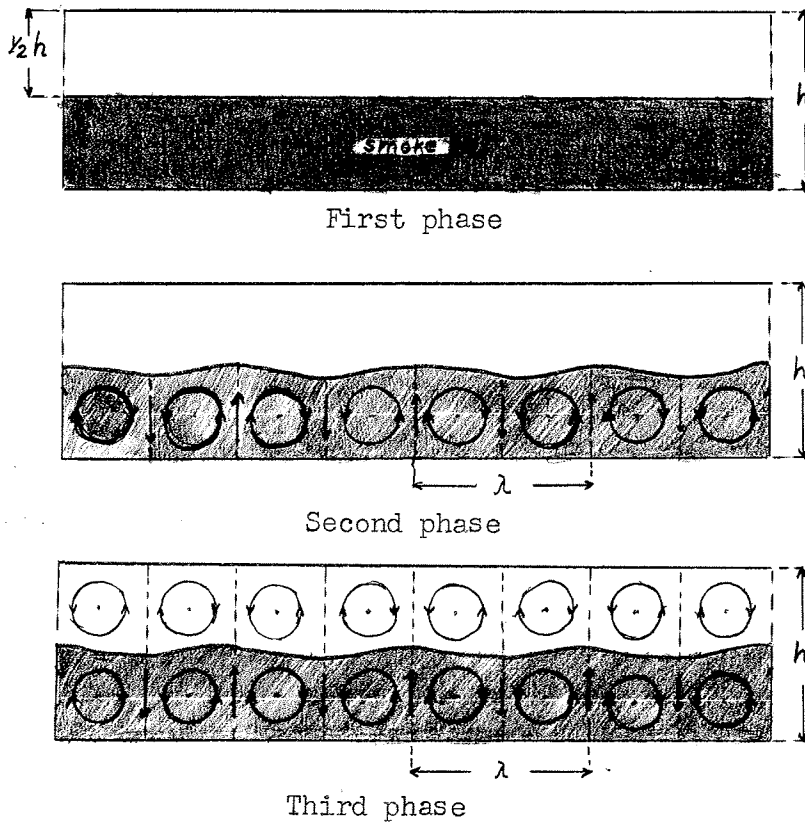 ½h
h
smoke
First phase
h
λ
Second phase
h
λ
Third phase